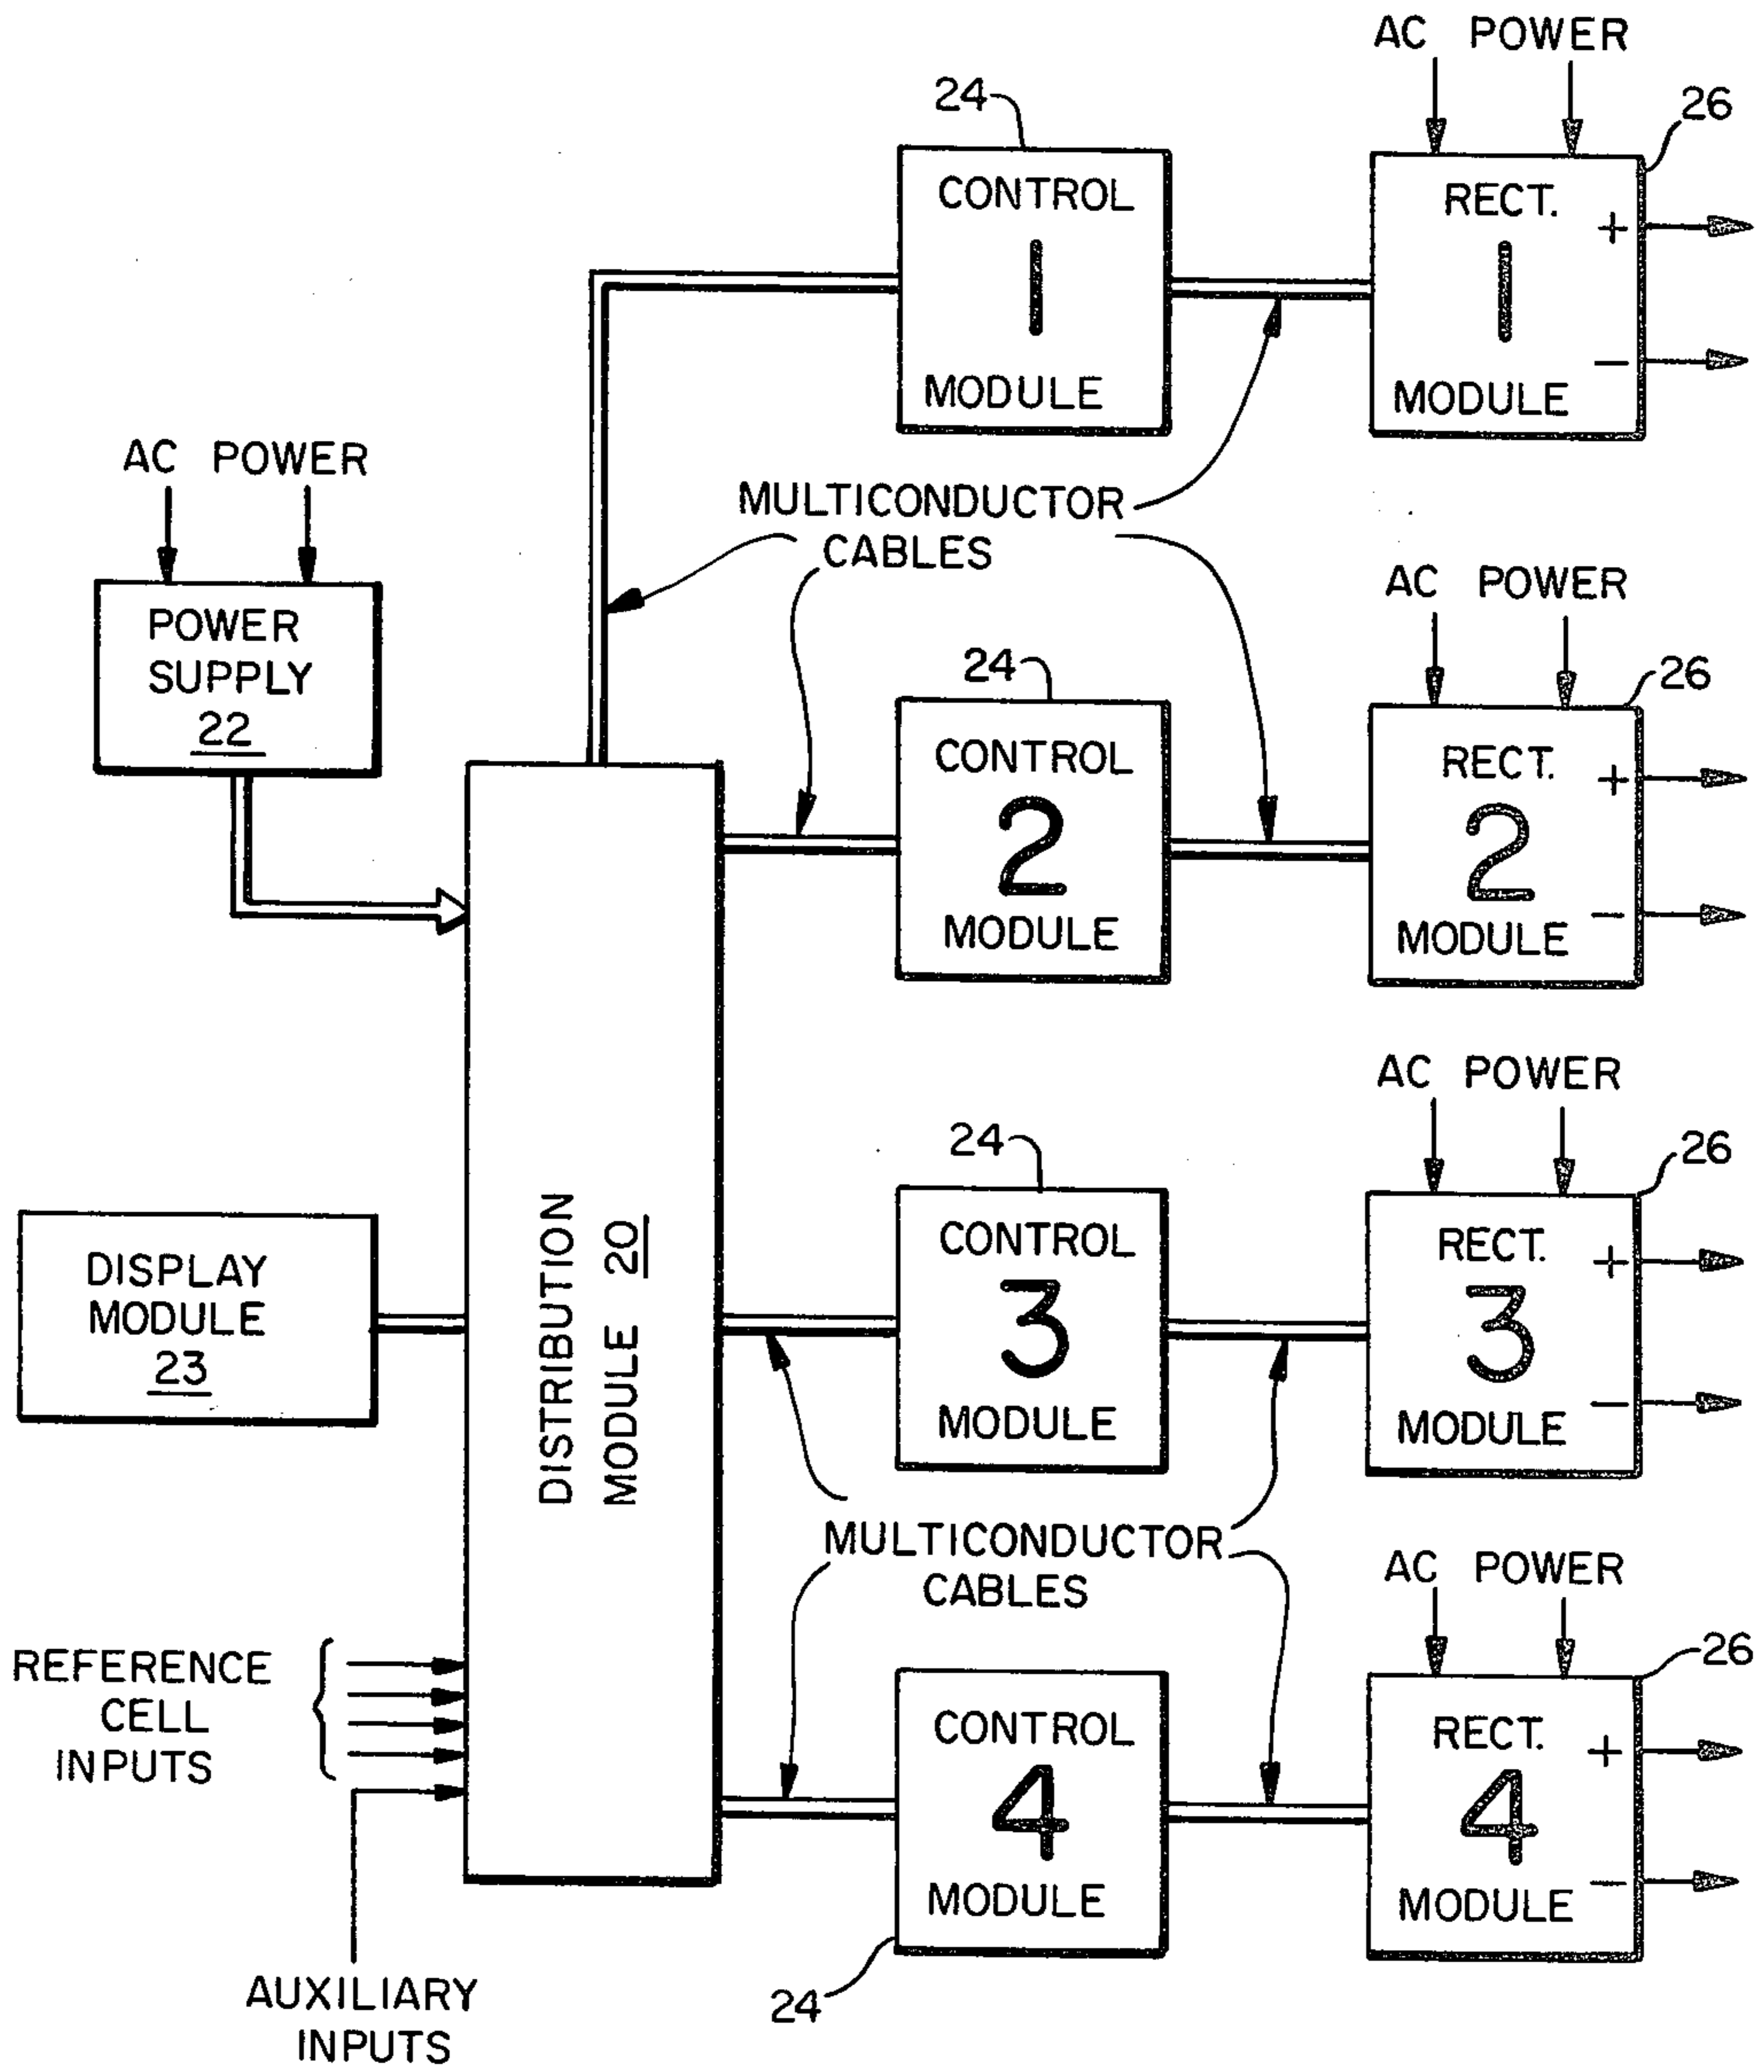 AC POWER
24
26
CONTROL
1
MODULE
RECT.
1
MODULE
+
−
AC POWER
POWER
SUPPLY
22
MULTICONDUCTOR
CABLES
AC POWER
24
26
CONTROL
2
MODULE
RECT.
2
MODULE
+
−
DISTRIBUTION
MODULE 20
AC POWER
24
26
CONTROL
3
MODULE
RECT.
3
MODULE
+
−
DISPLAY
MODULE
23
MULTICONDUCTOR
CABLES
AC POWER
26
REFERENCE
CELL
INPUTS
CONTROL
4
MODULE
24
RECT.
4
MODULE
+
−
AUXILIARY
INPUTS